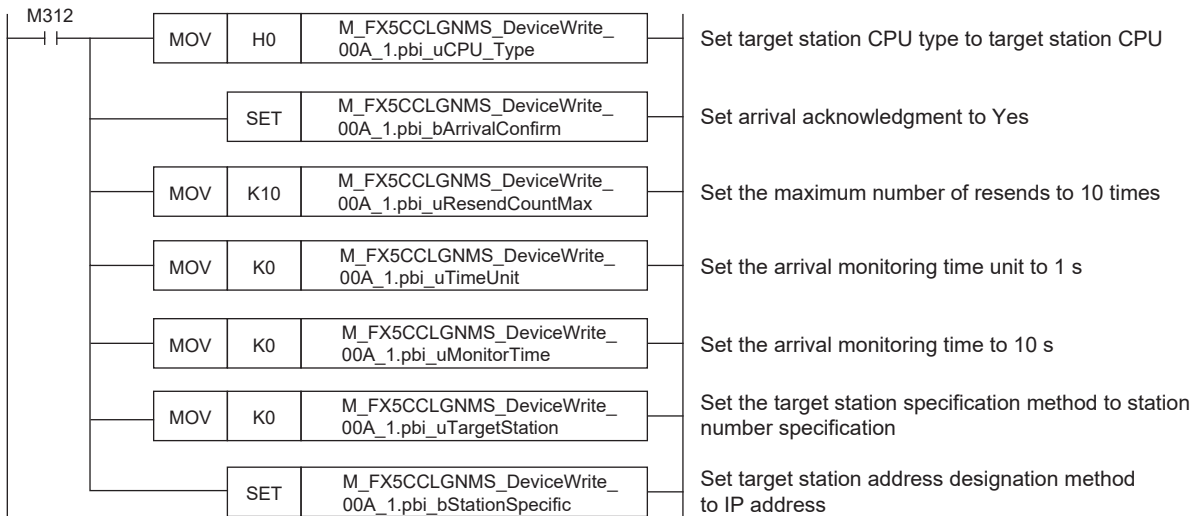 M312
MOV H0 M_FX5CCLGNMS_DeviceWrite_
00A_1.pbi_uCPU_Type
Set target station CPU type to target station CPU
SET M_FX5CCLGNMS_DeviceWrite_
00A_1.pbi_bArrivalConfirm
Set arrival acknowledgment to Yes
MOV K10 M_FX5CCLGNMS_DeviceWrite_
00A_1.pbi_uResendCountMax
Set the maximum number of resends to 10 times
MOV K0 M_FX5CCLGNMS_DeviceWrite_
00A_1.pbi_uTimeUnit
Set the arrival monitoring time unit to 1 s
MOV K0 M_FX5CCLGNMS_DeviceWrite_
00A_1.pbi_uMonitorTime
Set the arrival monitoring time to 10 s
MOV K0 M_FX5CCLGNMS_DeviceWrite_
00A_1.pbi_uTargetStation
Set the target station specification method to station
number specification
SET M_FX5CCLGNMS_DeviceWrite_
00A_1.pbi_bStationSpecific
Set target station address designation method
to IP address